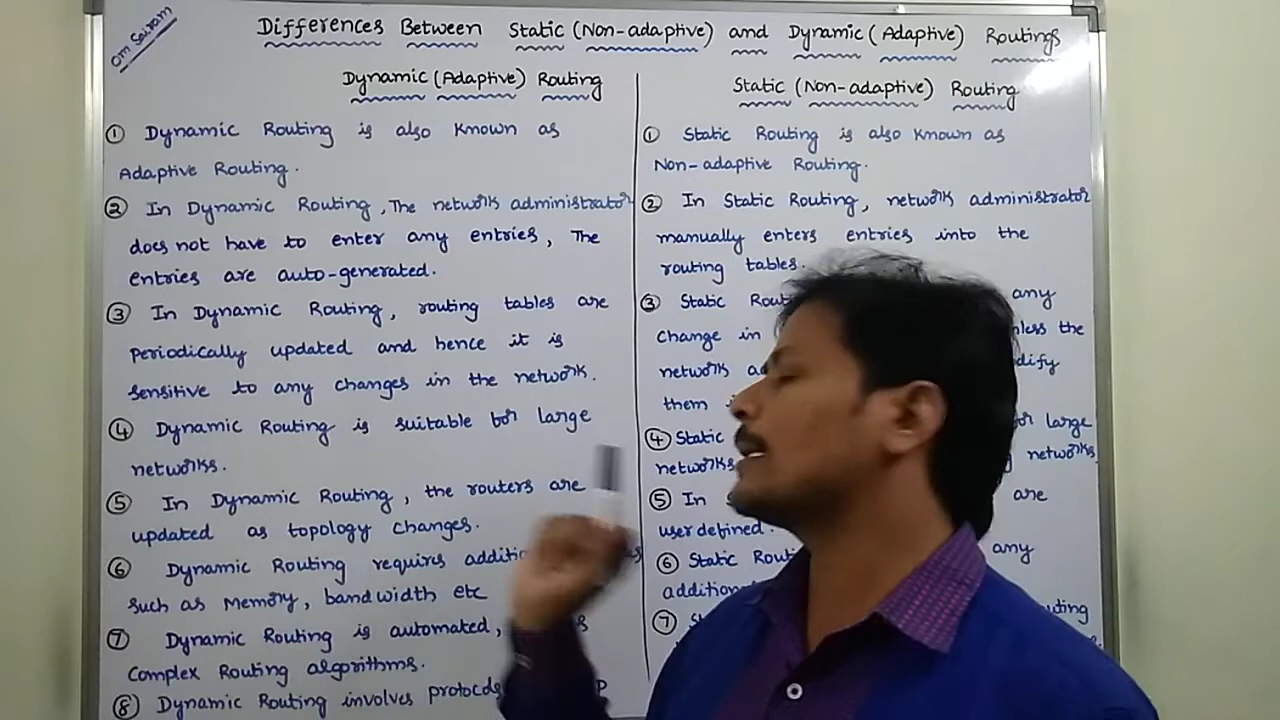 Om Sairam
Differences Between Static (Non-adaptive) and Dynamic (Adaptive) Routings
Dynamic (Adaptive) Routing
① Dynamic Routing is also known as
Adaptive Routing.
② In Dynamic Routing, The network administrator
does not have to enter any entries, The
entries are auto-generated.
③ In Dynamic Routing, routing tables are
periodically updated and hence it is
sensitive to any changes in the network.
④ Dynamic Routing is suitable for large
networks.
⑤ In Dynamic Routing, the routers are
updated as topology changes.
⑥ Dynamic Routing requires
such as Memory, bandwidth etc
⑦ Dynamic Routing is automated,
Complex Routing algorithms.
⑧ Dynamic Routing involves
Static (Non-adaptive) Routing
① Static Routing is also known as
Non-adaptive Routing.
② In Static Routing, network administrator
manually enters entries into the
routing tables.
③ Static any
change in the
network
them
④ Static for large
networks networks
⑤ In are
user defined.
⑥ Static any
⑦